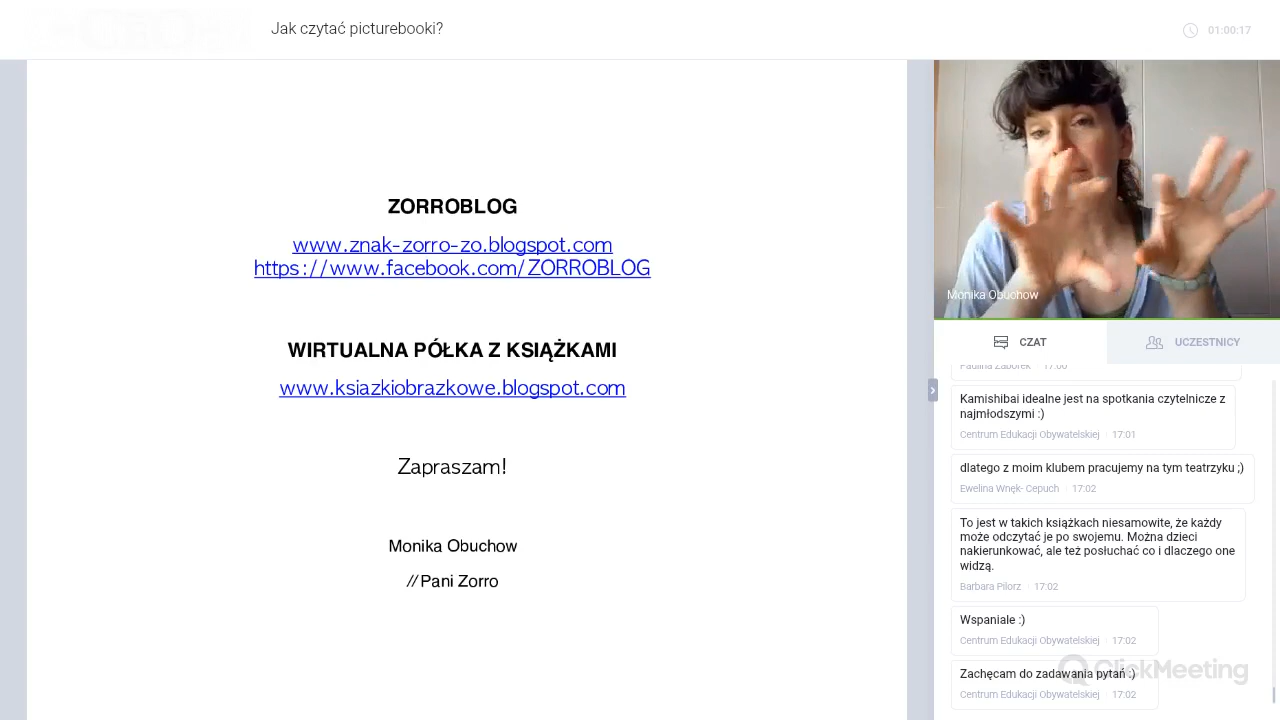 Jak czytać picturebooki?
01:00:17
ZORROBLOG
www.znak-zorro-zo.blogspot.com
https://www.facebook.com/ZORROBLOG
WIRTUALNA PÓŁKA Z KSIĄŻKAMI
www.ksiazkiobrazkowe.blogspot.com
Zapraszam!
Monika Obuchow
//Pani Zorro
Monika Obuchow
CZAT
UCZESTNICY
Paulina Zaborek 17:00
Kamishibai idealne jest na spotkania czytelnicze z
najmłodszymi :)
Centrum Edukacji Obywatelskiej 17:01
dlatego z moim klubem pracujemy na tym teatrzyku ;)
Ewelina Wnęk- Cepuch 17:02
To jest w takich książkach niesamowite, że każdy
może odczytać je po swojemu. Można dzieci
nakierunkować, ale też posłuchać co i dlaczego one
widzą.
Barbara Pilorz 17:02
Wspaniale :)
Centrum Edukacji Obywatelskiej 17:02
Zachęcam do zadawania pytań :)
Centrum Edukacji Obywatelskiej 17:02
ClickMeeting